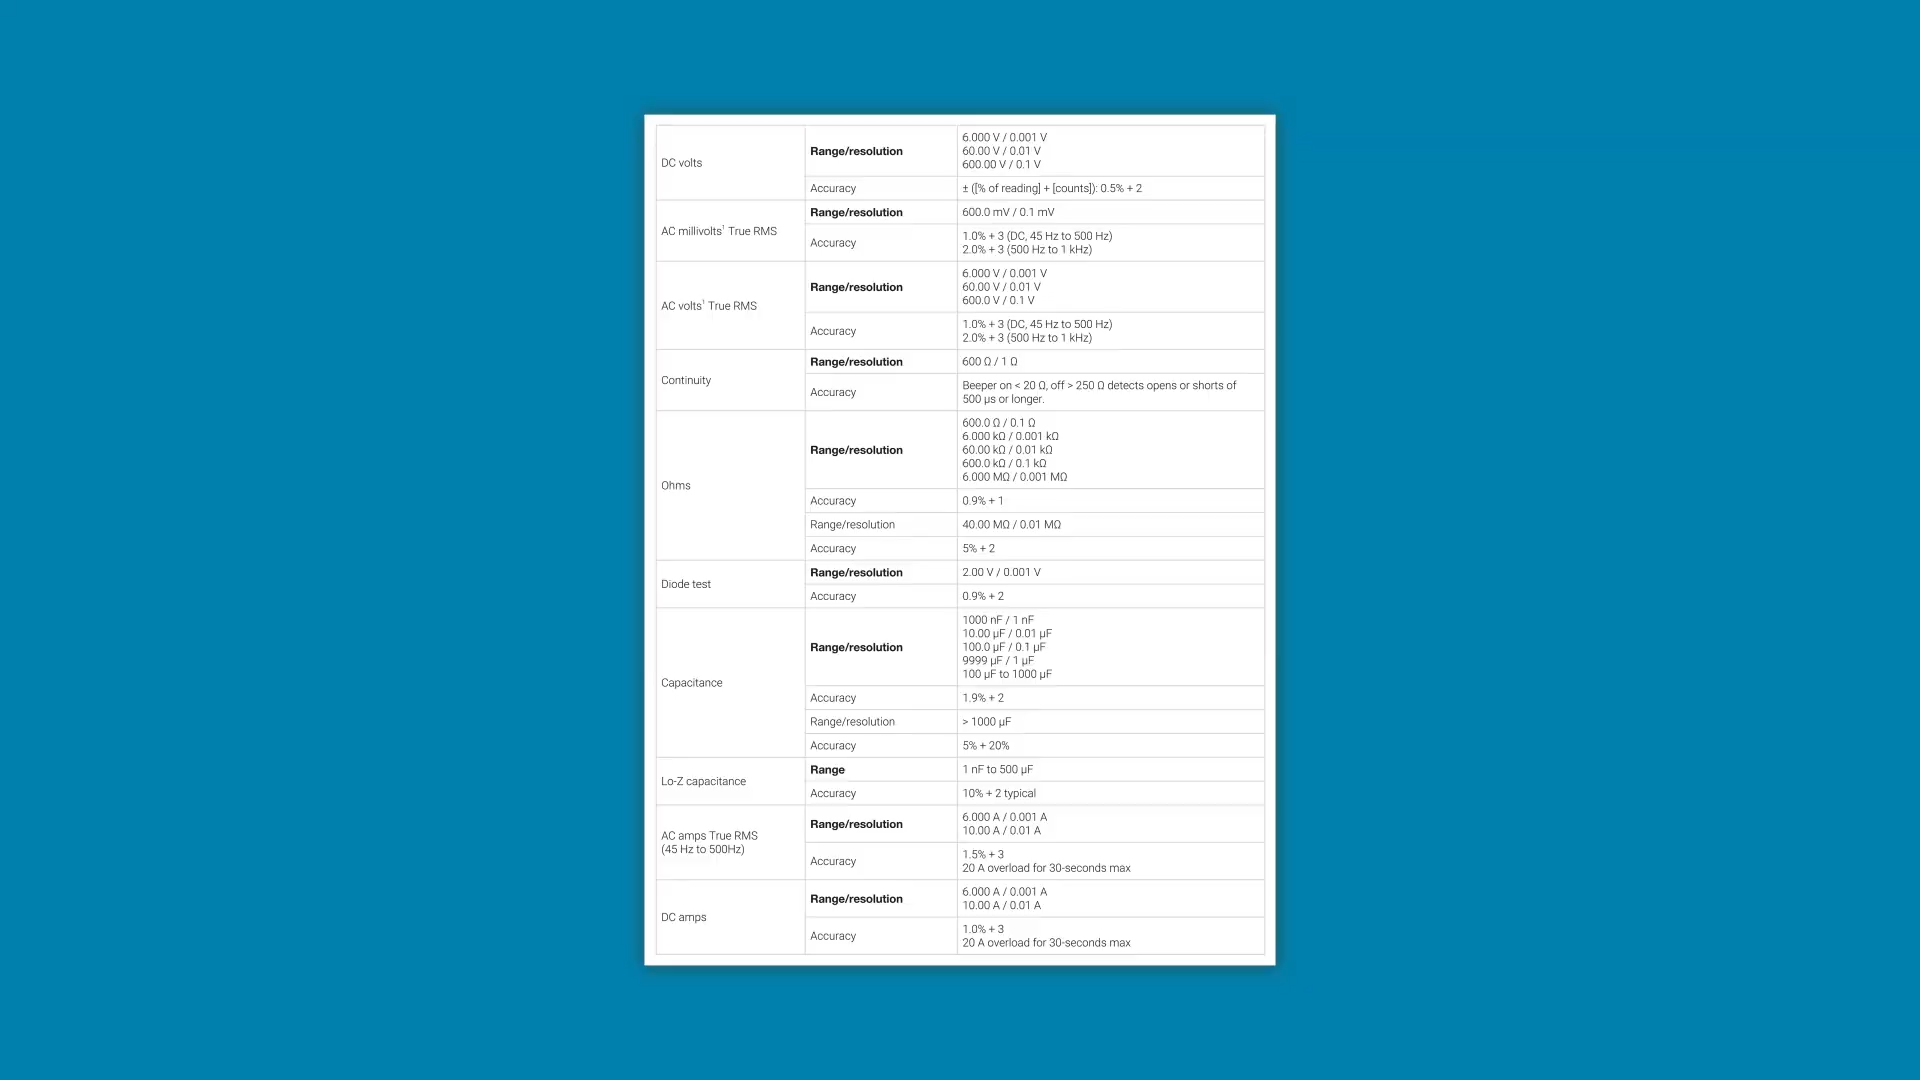 DC volts
Range/resolution
6.000 V / 0.001 V
60.00 V / 0.01 V
600.00 V / 0.1 V
Accuracy
± ([% of reading] + [counts]): 0.5% + 2
AC millivolts¹ True RMS
Range/resolution
600.0 mV / 0.1 mV
Accuracy
1.0% + 3 (DC, 45 Hz to 500 Hz)
2.0% + 3 (500 Hz to 1 kHz)
AC volts¹ True RMS
Range/resolution
6.000 V / 0.001 V
60.00 V / 0.01 V
600.0 V / 0.1 V
Accuracy
1.0% + 3 (DC, 45 Hz to 500 Hz)
2.0% + 3 (500 Hz to 1 kHz)
Continuity
Range/resolution
600 Ω / 1 Ω
Accuracy
Beeper on < 20 Ω, off > 250 Ω detects opens or shorts of
500 μs or longer.
Ohms
Range/resolution
600.0 Ω / 0.1 Ω
6.000 kΩ / 0.001 kΩ
60.00 kΩ / 0.01 kΩ
600.0 kΩ / 0.1 kΩ
6.000 MΩ / 0.001 MΩ
Accuracy
0.9% + 1
Range/resolution
40.00 MΩ / 0.01 MΩ
Accuracy
5% + 2
Diode test
Range/resolution
2.00 V / 0.001 V
Accuracy
0.9% + 2
Capacitance
Range/resolution
1000 nF / 1 nF
10.00 μF / 0.01 μF
100.0 μF / 0.1 μF
9999 μF / 1 μF
100 μF to 1000 μF
Accuracy
1.9% + 2
Range/resolution
> 1000 μF
Accuracy
5% + 20%
Lo-Z capacitance
Range
1 nF to 500 μF
Accuracy
10% + 2 typical
AC amps True RMS
(45 Hz to 500Hz)
Range/resolution
6.000 A / 0.001 A
10.00 A / 0.01 A
Accuracy
1.5% + 3
20 A overload for 30-seconds max
DC amps
Range/resolution
6.000 A / 0.001 A
10.00 A / 0.01 A
Accuracy
1.0% + 3
20 A overload for 30-seconds max